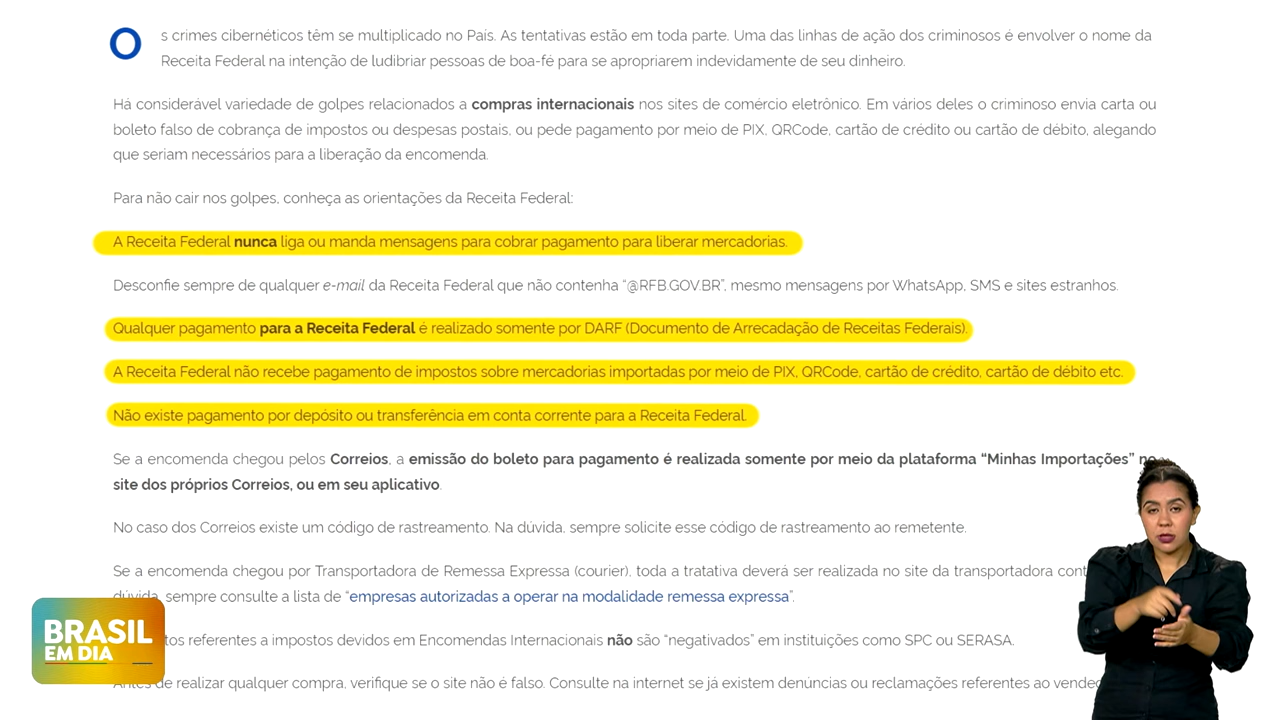 Os crimes cibernéticos têm se multiplicado no País. As tentativas estão em toda parte. Uma das linhas de ação dos criminosos é envolver o nome da
Receita Federal na intenção de ludibriar pessoas de boa-fé para se apropriarem indevidamente de seu dinheiro.
Há considerável variedade de golpes relacionados a compras internacionais nos sites de comércio eletrônico. Em vários deles o criminoso envia carta ou
boleto falso de cobrança de impostos ou despesas postais, ou pede pagamento por meio de PIX, QRCode, cartão de crédito ou cartão de débito, alegando
que seriam necessários para a liberação da encomenda.
Para não cair nos golpes, conheça as orientações da Receita Federal:
A Receita Federal nunca liga ou manda mensagens para cobrar pagamento para liberar mercadorias.
Desconfie sempre de qualquer e-mail da Receita Federal que não contenha “@RFB.GOV.BR”, mesmo mensagens por WhatsApp, SMS e sites estranhos.
Qualquer pagamento para a Receita Federal é realizado somente por DARF (Documento de Arrecadação de Receitas Federais).
A Receita Federal não recebe pagamento de impostos sobre mercadorias importadas por meio de PIX, QRCode, cartão de crédito, cartão de débito etc.
Não existe pagamento por depósito ou transferência em conta corrente para a Receita Federal.
Se a encomenda chegou pelos Correios, a emissão do boleto para pagamento é realizada somente por meio da plataforma “Minhas Importações” no
site dos próprios Correios, ou em seu aplicativo.
No caso dos Correios existe um código de rastreamento. Na dúvida, sempre solicite esse código de rastreamento ao remetente.
Se a encomenda chegou por Transportadora de Remessa Expressa (courier), toda a tratativa deverá ser realizada no site da transportadora
dúvida, sempre consulte a lista de “empresas autorizadas a operar na modalidade remessa expressa”.
referentes a impostos devidos em Encomendas Internacionais não são “negativados” em instituições como SPC ou SERASA.
Antes de realizar qualquer compra, verifique se o site não é falso. Consulte na internet se já existem denúncias ou reclamações referentes ao
BRASIL
EM DIA